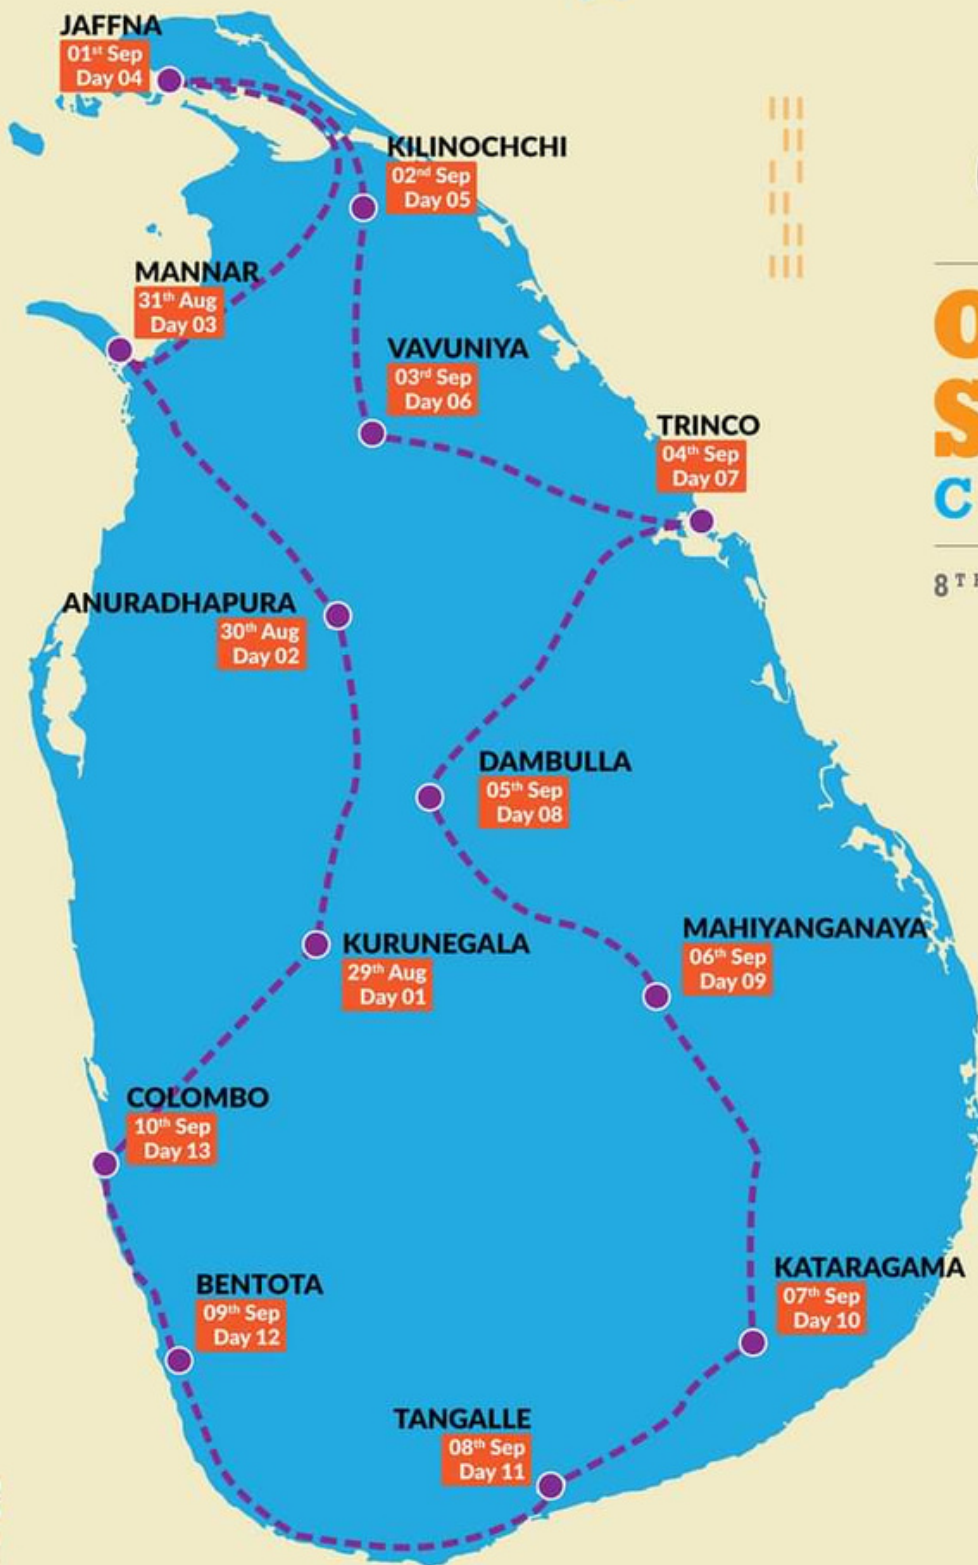 JAFFNA
01st Sep
Day 04
KILINOCHCHI
02nd Sep
Day 05
MANNAR
31th Aug
Day 03
VAVUNIYA
03rd Sep
Day 06
TRINCO
04th Sep
Day 07
O
S
C
8T
ANURADHAPURA
30th Aug
Day 02
DAMBULLA
05th Sep
Day 08
MAHIYANGANAYA
06th Sep
Day 09
KURUNEGALA
29th Aug
Day 01
COLOMBO
10th Sep
Day 13
KATARAGAMA
07th Sep
Day 10
BENTOTA
09th Sep
Day 12
TANGALLE
08th Sep
Day 11